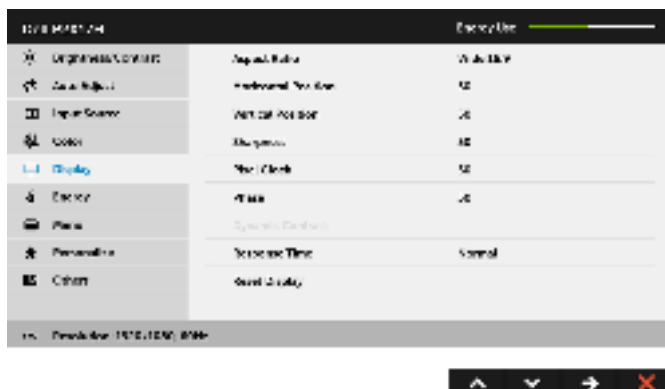 Energy Use
Brightness/Contrast
Auto Adjust
Input Source
Color
Display
Energy
Menu
Personalize
Others
Aspect Ratio
Wide 16:9
Horizontal Position
50
Vertical Position
50
Sharpness
50
Pixel Clock
50
Phase
50
Dynamic Contrast
Response Time
Normal
Reset Display
Resolution: 1920x1080, 60Hz